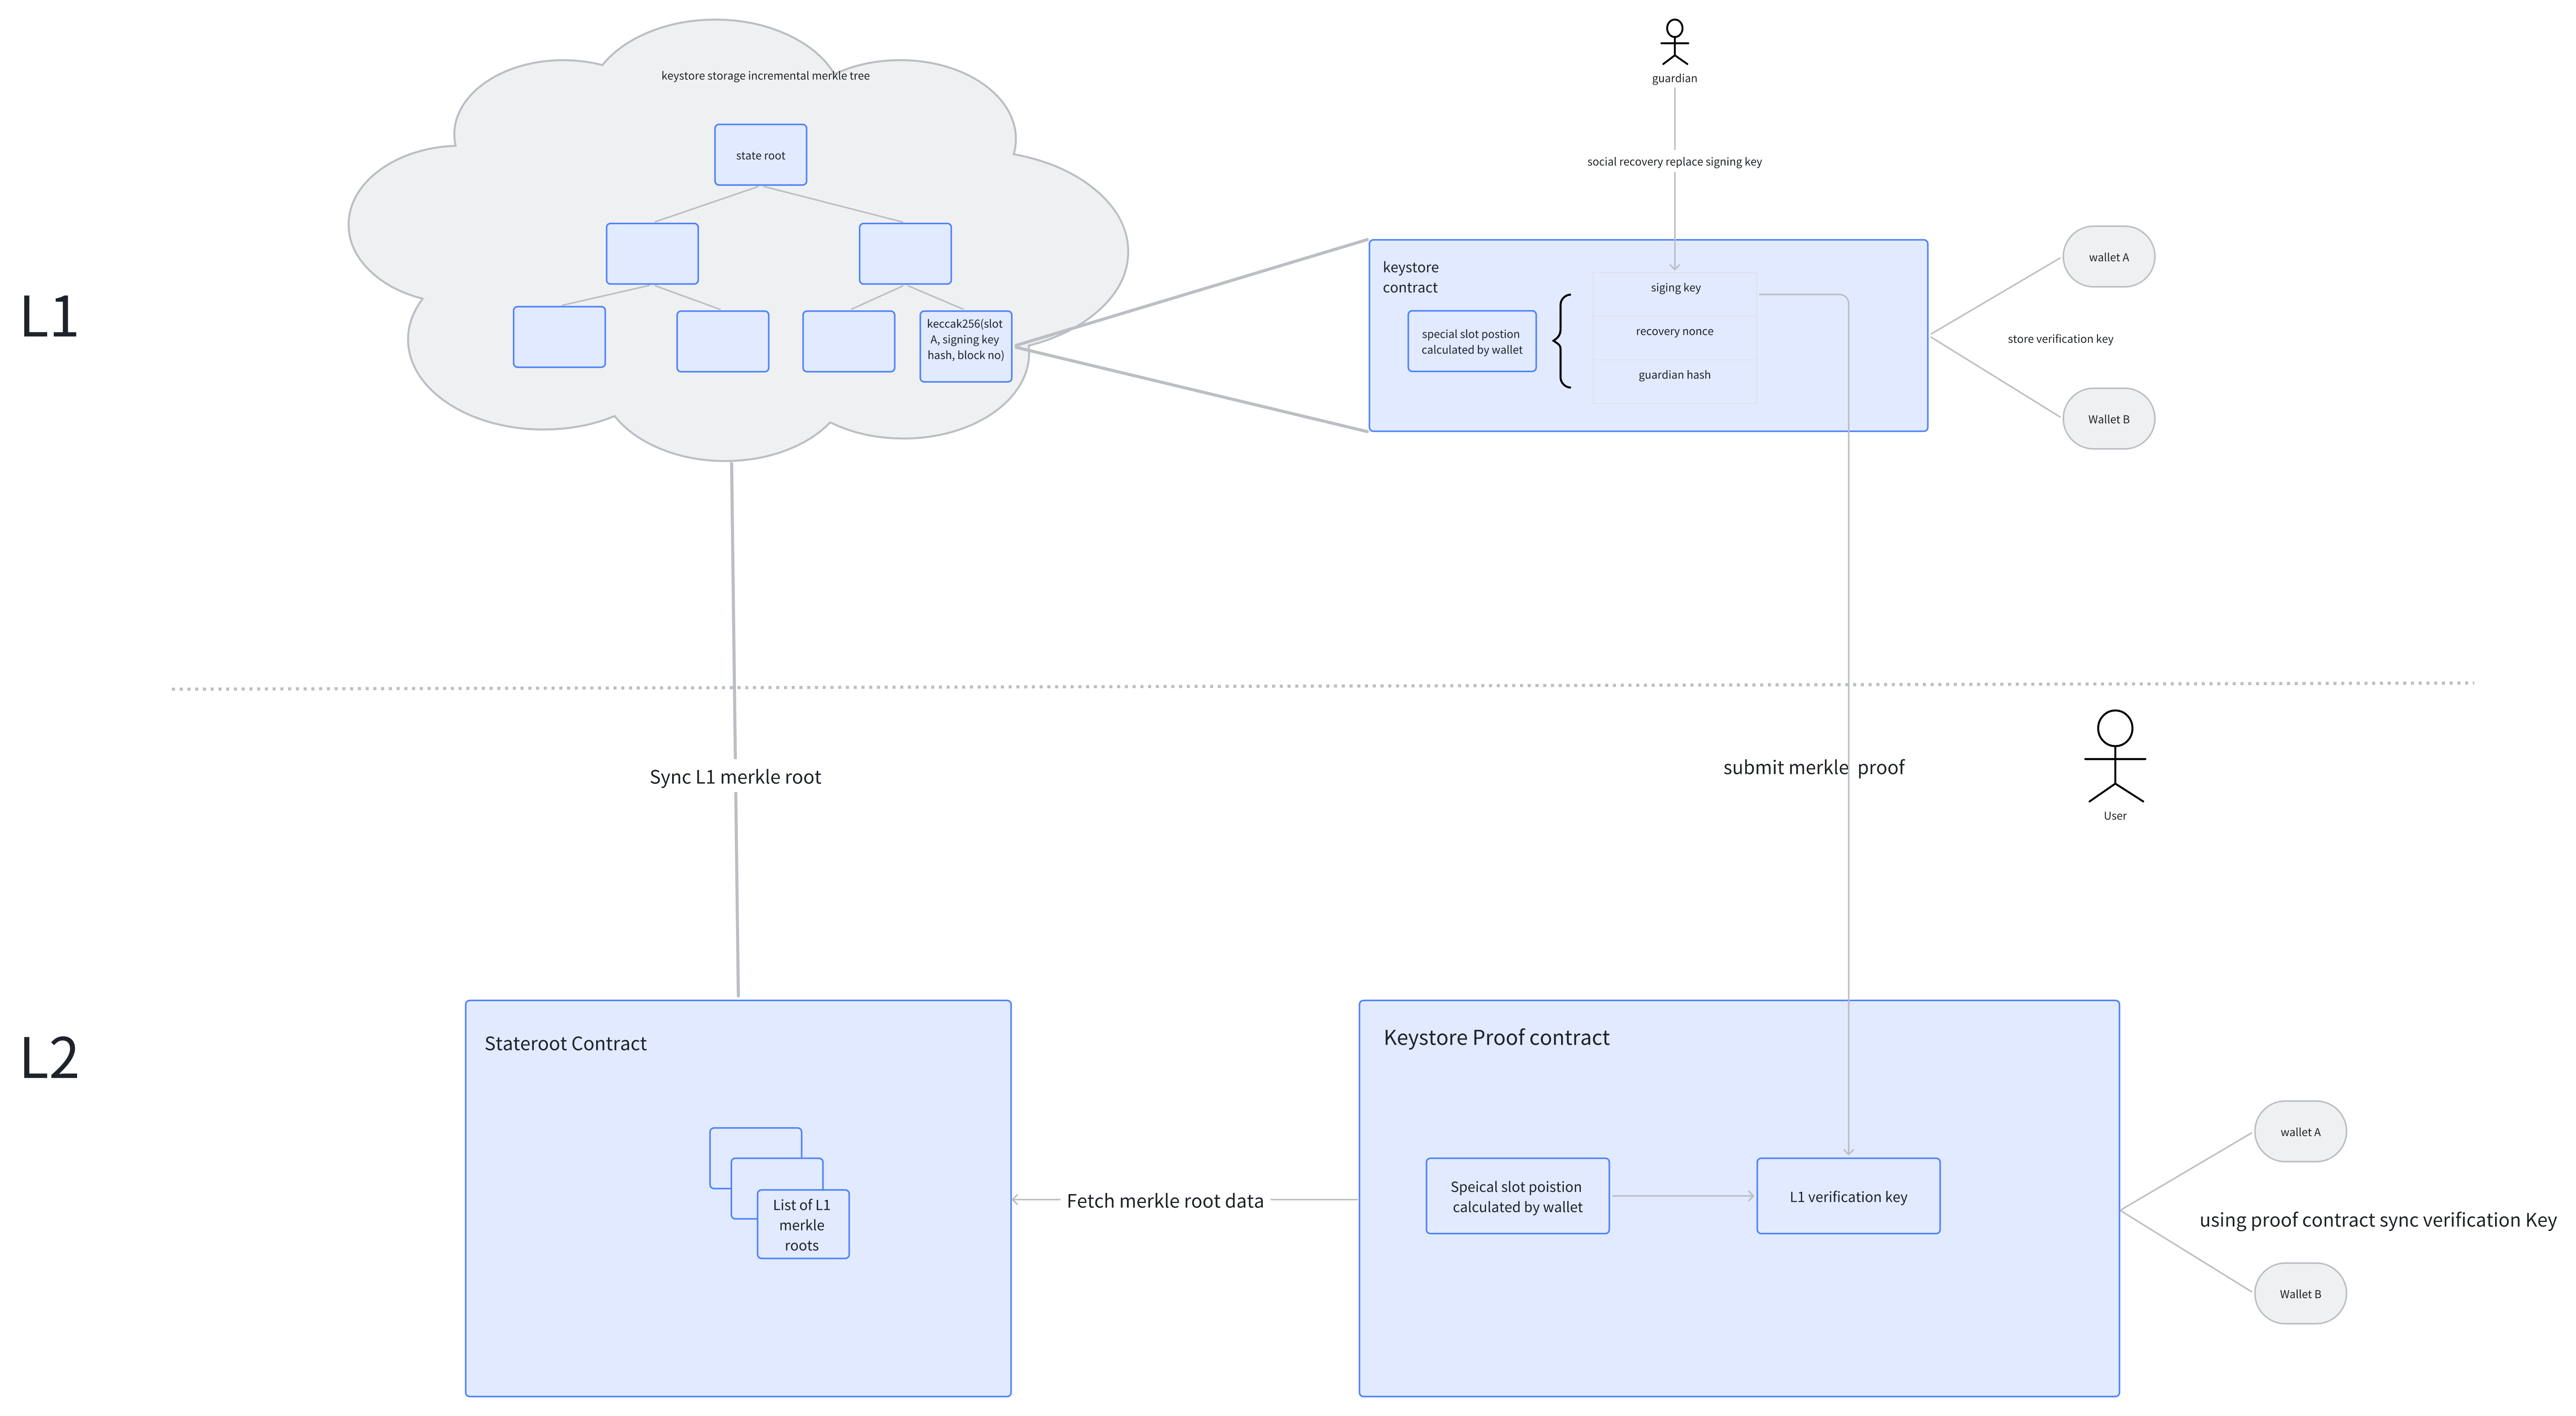 keystore storage incremental merkle tree
state root
keccak256(slot
A, signing key
hash, block no)
guardian
social recovery replace signing key
L1
keystore
contract
special slot postion
calculated by wallet
siging key
recovery nonce
guardian hash
wallet A
store verification key
Wallet B
Sync L1 merkle root
submit merkle proof
User
L2
Stateroot Contract
List of L1
merkle
roots
Fetch merkle root data
Keystore Proof contract
Speical slot poistion
calculated by wallet
L1 verification key
wallet A
using proof contract sync verification Key
Wallet B